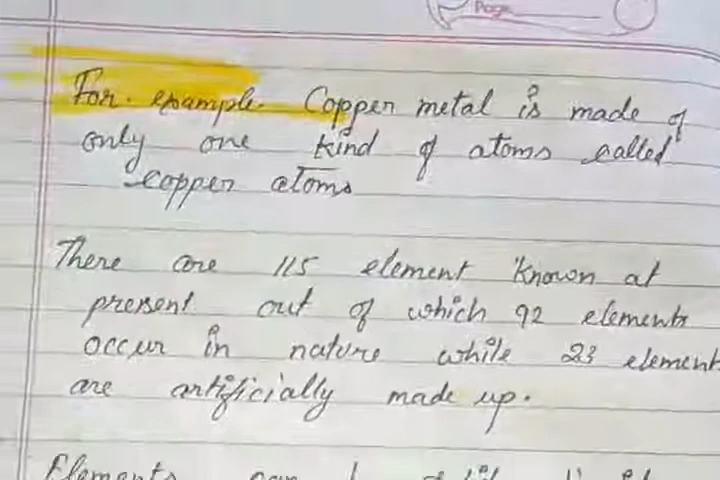 Page
For example Copper metal is made of
only one kind of atoms called
copper atoms
There are 115 element known at
present out of which 92 elements
occur in nature while 23 element
are artificially made up.
Elements can